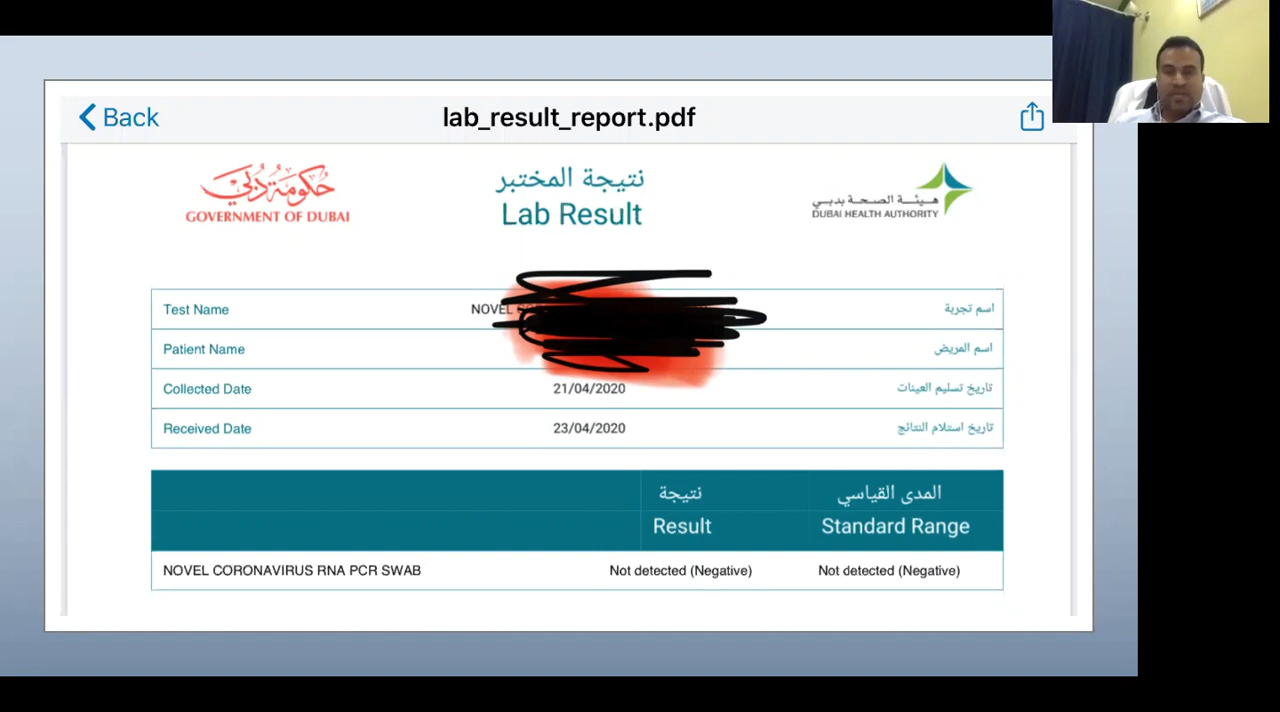 Back
lab_result_report.pdf
حكومة دبي
GOVERNMENT OF DUBAI
نتيجة المختبر
Lab Result
هيئة الصحة بدبي
DUBAI HEALTH AUTHORITY
Test Name NOVEL اسم تجربة
Patient Name اسم المريض
Collected Date 21/04/2020 تاريخ تسليم العينات
Received Date 23/04/2020 تاريخ استلام النتائج
نتيجة المدى القياسي
Result Standard Range
NOVEL CORONAVIRUS RNA PCR SWAB Not detected (Negative) Not detected (Negative)